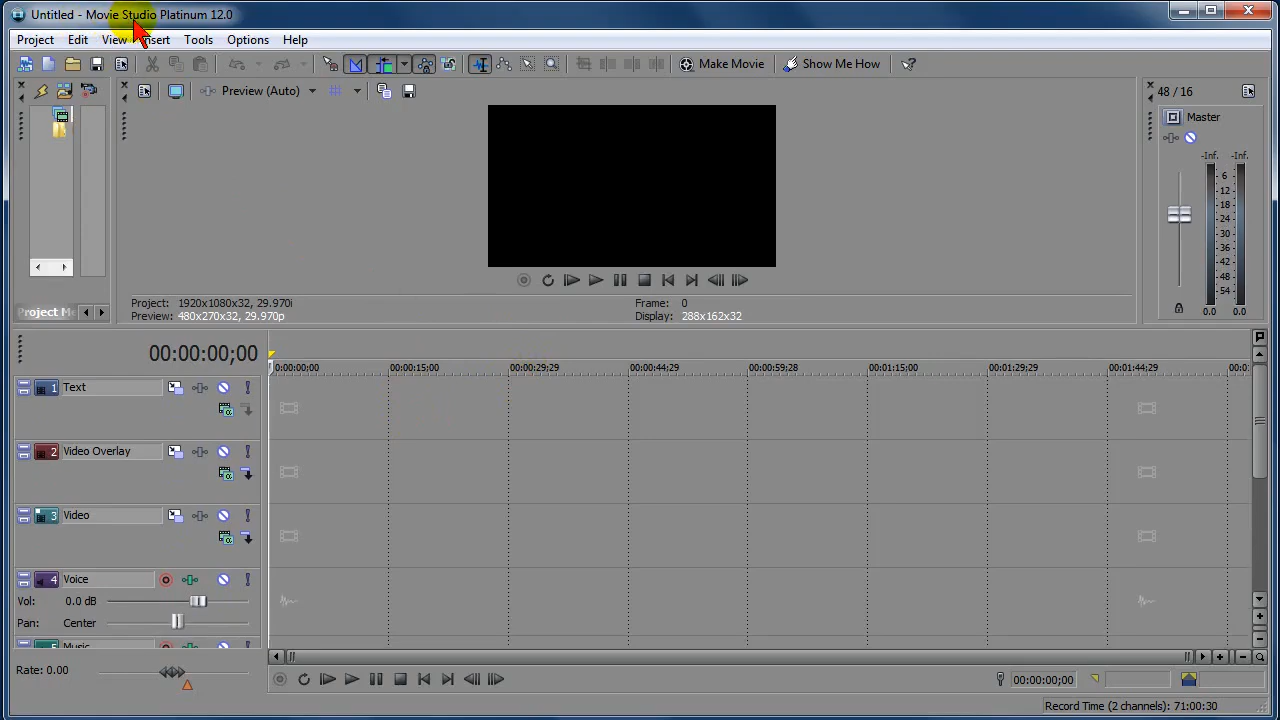 Untitled - Movie Studio Platinum 12.0
Project Edit View Insert Tools Options Help
Make Movie Show Me How
Preview (Auto)
48 / 16
Master
-Inf. -Inf.
6
12
18
24
30
36
42
48
54
0.0 0.0
Project: 1920x1080x32, 29.970i
Preview: 480x270x32, 29.970p
Frame: 0
Display: 288x162x32
Project Me
00:00:00;00
0:00:00;00 00:00:15;00 00:00:29;29 00:00:44;29 00:00:59;28 00:01:15;00 00:01:29;29 00:01:44;29 00:0
1 Text
2 Video Overlay
3 Video
4 Voice
Vol: 0.0 dB
Pan: Center
5 Music
Rate: 0.00
00:00:00;00
Record Time (2 channels): 71:00:30